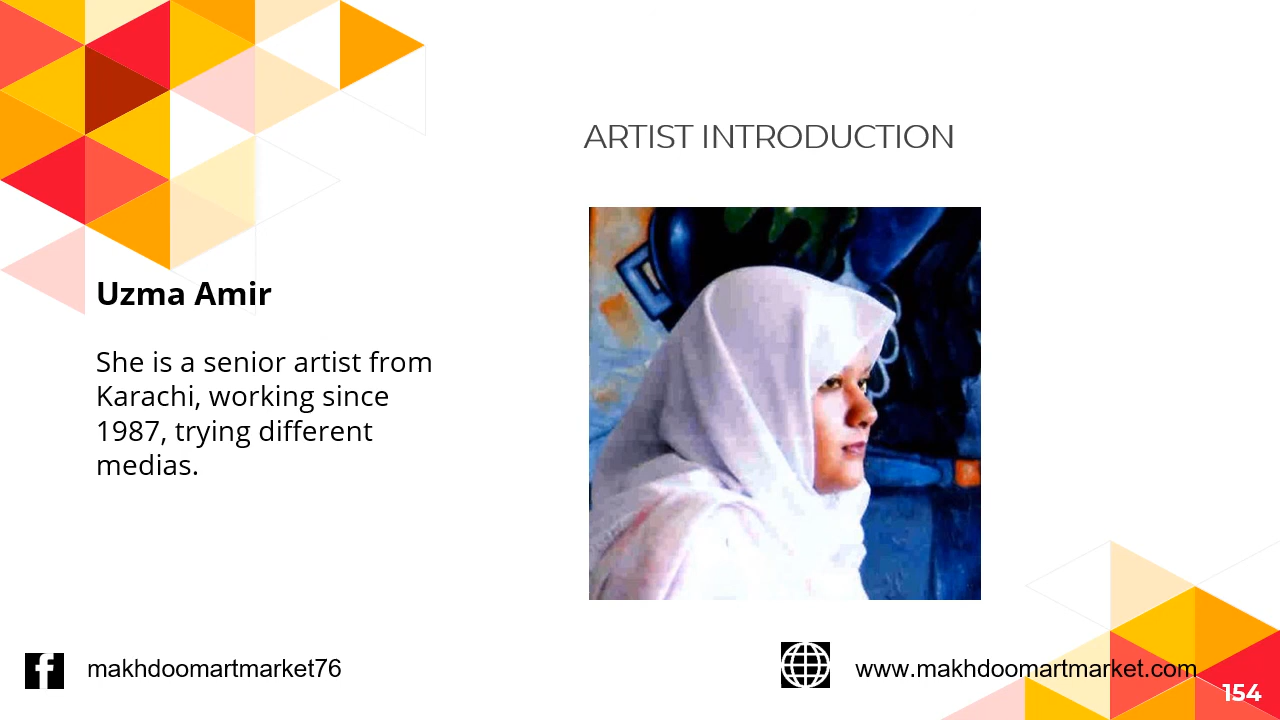 ARTIST INTRODUCTION
Uzma Amir
She is a senior artist from
Karachi, working since
1987, trying different
medias.
makhdoomartmarket76
www.makhdoomartmarket.com
154